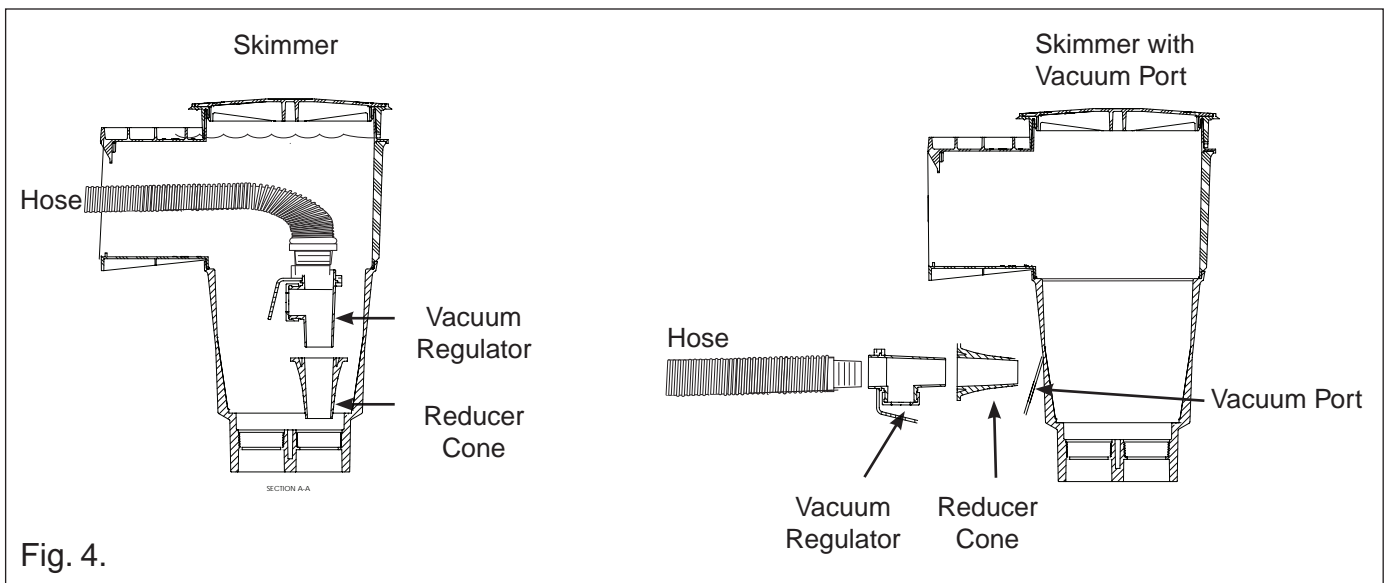 Skimmer
Hose
Vacuum
Regulator
Reducer
Cone
SECTION A-A
Skimmer with
Vacuum Port
Hose
Vacuum Port
Vacuum
Regulator
Reducer
Cone
Fig. 4.